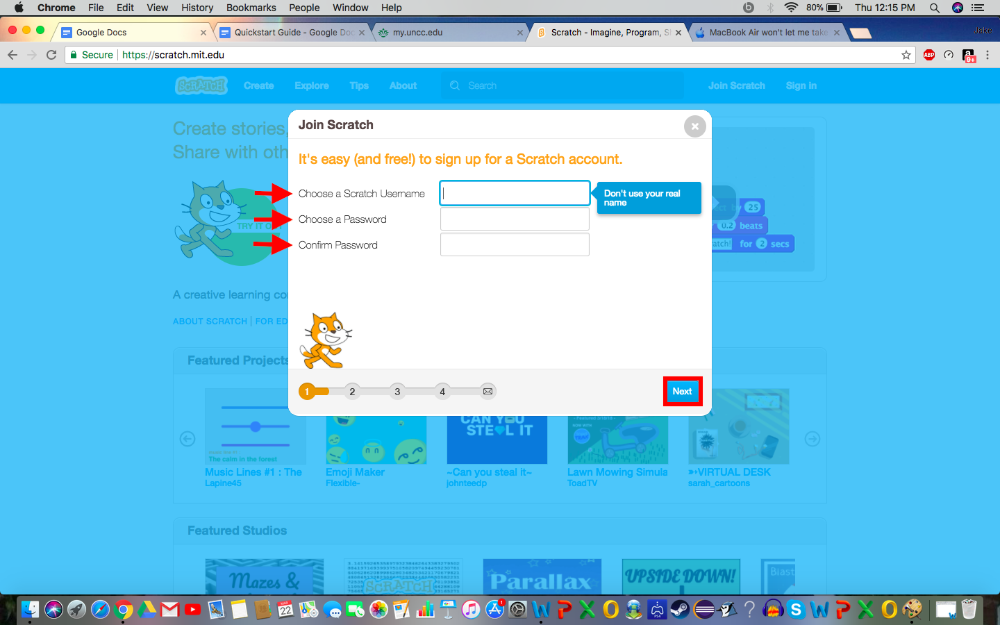 Chrome File Edit View History Bookmarks People Window Help 80% Thu 12:15 PM
Google Docs Quickstart Guide - Google Doc my.uncc.edu Scratch - Imagine, Program, Sh MacBook Air won't let me take Jake
Secure https://scratch.mit.edu ABP a 9+
SCRATCH Create Explore Tips About Search Join Scratch Sign in
Create stories,
Share with oth
Join Scratch
It's easy (and free!) to sign up for a Scratch account.
Choose a Scratch Username
Don't use your real
name
Choose a Password
Confirm Password
TRY IT O
by 25
0.2 beats
atch! for 2 secs
A creative learning co
ABOUT SCRATCH FOR ED
1 2 3 4 Next
Featured Projects
The calm in the forest
CAN YOU
STEAL IT
Music Lines #1 : The Emoji Maker ~Can you steal it~ Lawn Mowing Simula ➳VIRTUAL DESK
Lapine45 Flexible- johnteedp ToadTV sarah_cartoons
Featured Studios
Mazes & SCRATCH Parallax UPSIDE DOWN! Blast
22